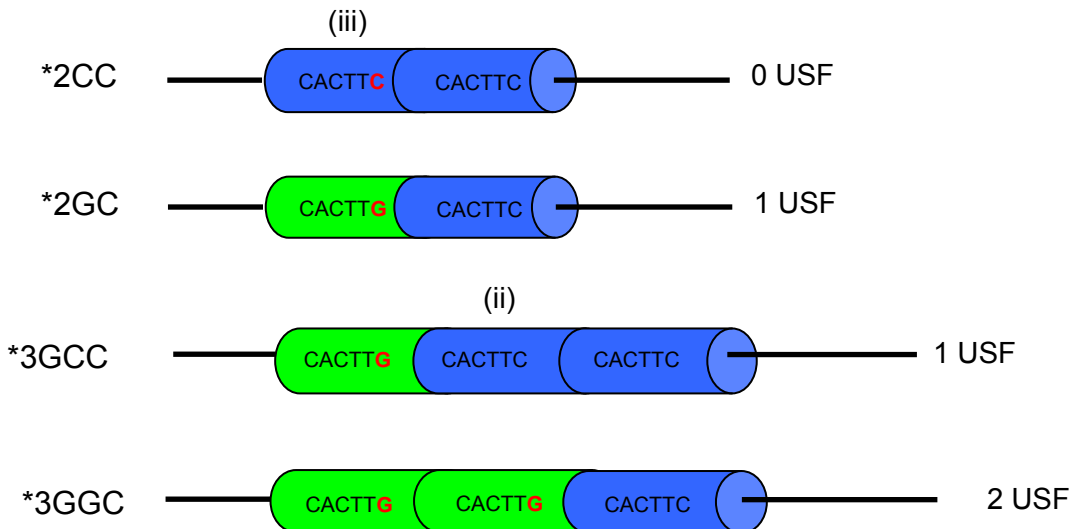 (iii)
*2CC CACTTC CACTTC 0 USF
*2GC CACTTG CACTTC 1 USF
(ii)
*3GCC CACTTG CACTTC CACTTC 1 USF
*3GGC CACTTG CACTTG CACTTC 2 USF